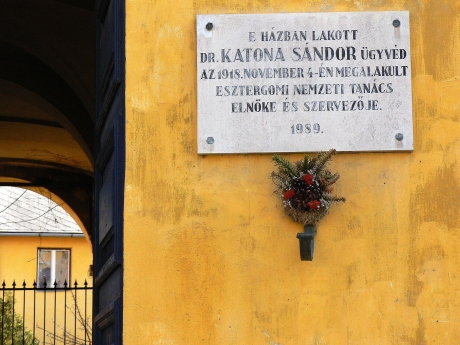 E HÁZBAN LAKOTT
DR. KATONA SÁNDOR ÜGYVÉD
AZ 1918. NOVEMBER 4-ÉN MEGALAKULT
ESZTERGOMI NEMZETI TANÁCS
ELNÖKE ÉS SZERVEZŐJE.
1989.